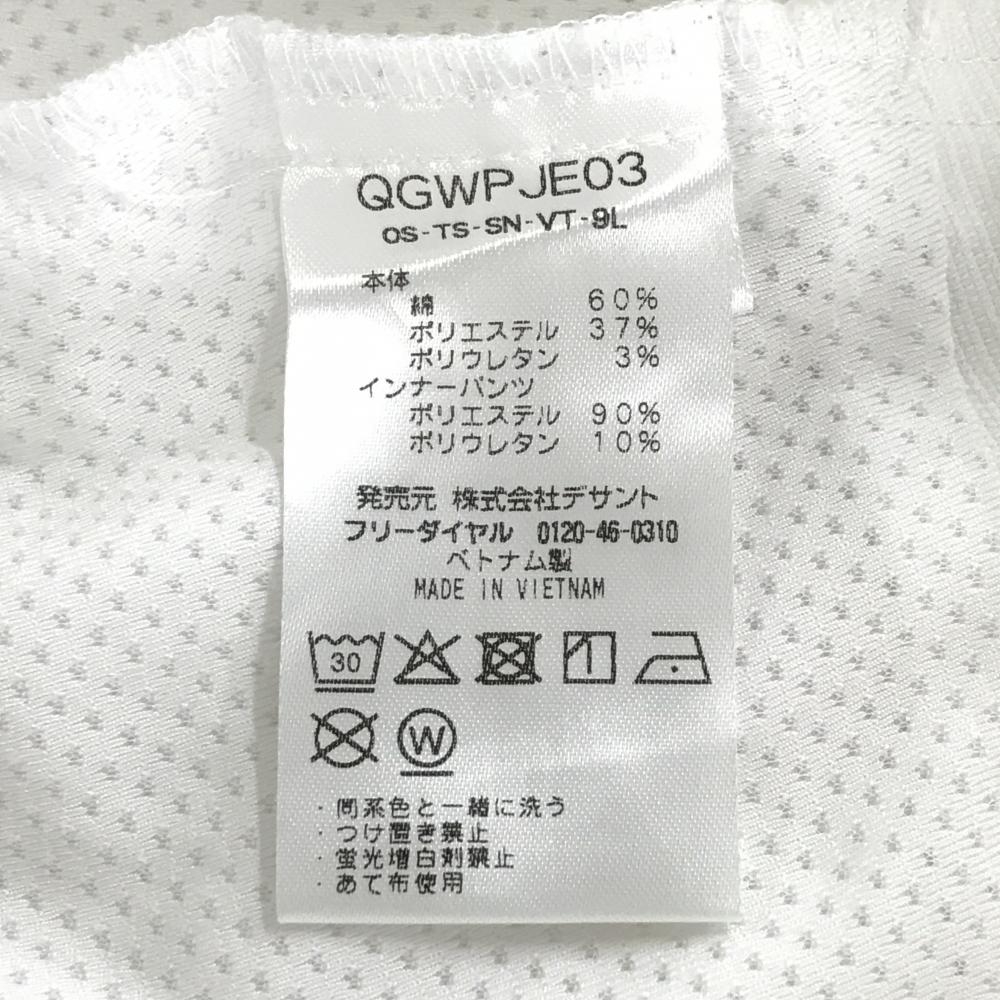 QGWPJE03
OS-TS-SN-VT-9L
本体
綿 60%
ポリエステル 37%
ポリウレタン 3%
インナーパンツ
ポリエステル 90%
ポリウレタン 10%
発売元 株式会社デサント
フリーダイヤル 0120-46-0310
ベトナム製
MADE IN VIETNAM
30
W
・同系色と一緒に洗う
・つけ置き禁止
・蛍光増白剤禁止
・あて布使用